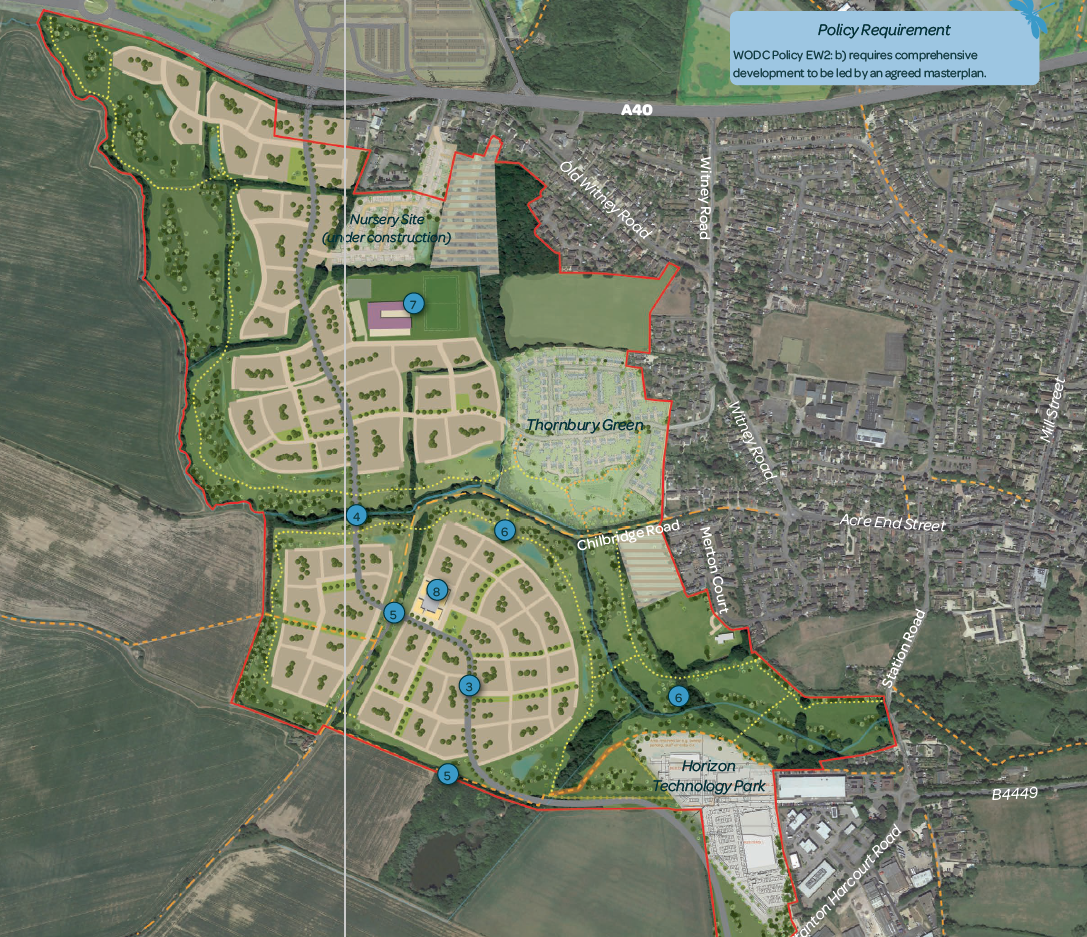 Policy Requirement
WODC Policy EW2: b) requires comprehensive
development to be led by an agreed masterplan.
A40
Old Witney Road
Witney Road
Nursery Site
(under construction)
7
Thornbury Green
Witney Road
Mill Street
4
6
Chilbridge Road
Acre End Street
Merton Court
8
5
Station Road
3
6
5
Horizon
Technology Park
B4449
anton Harcourt Road